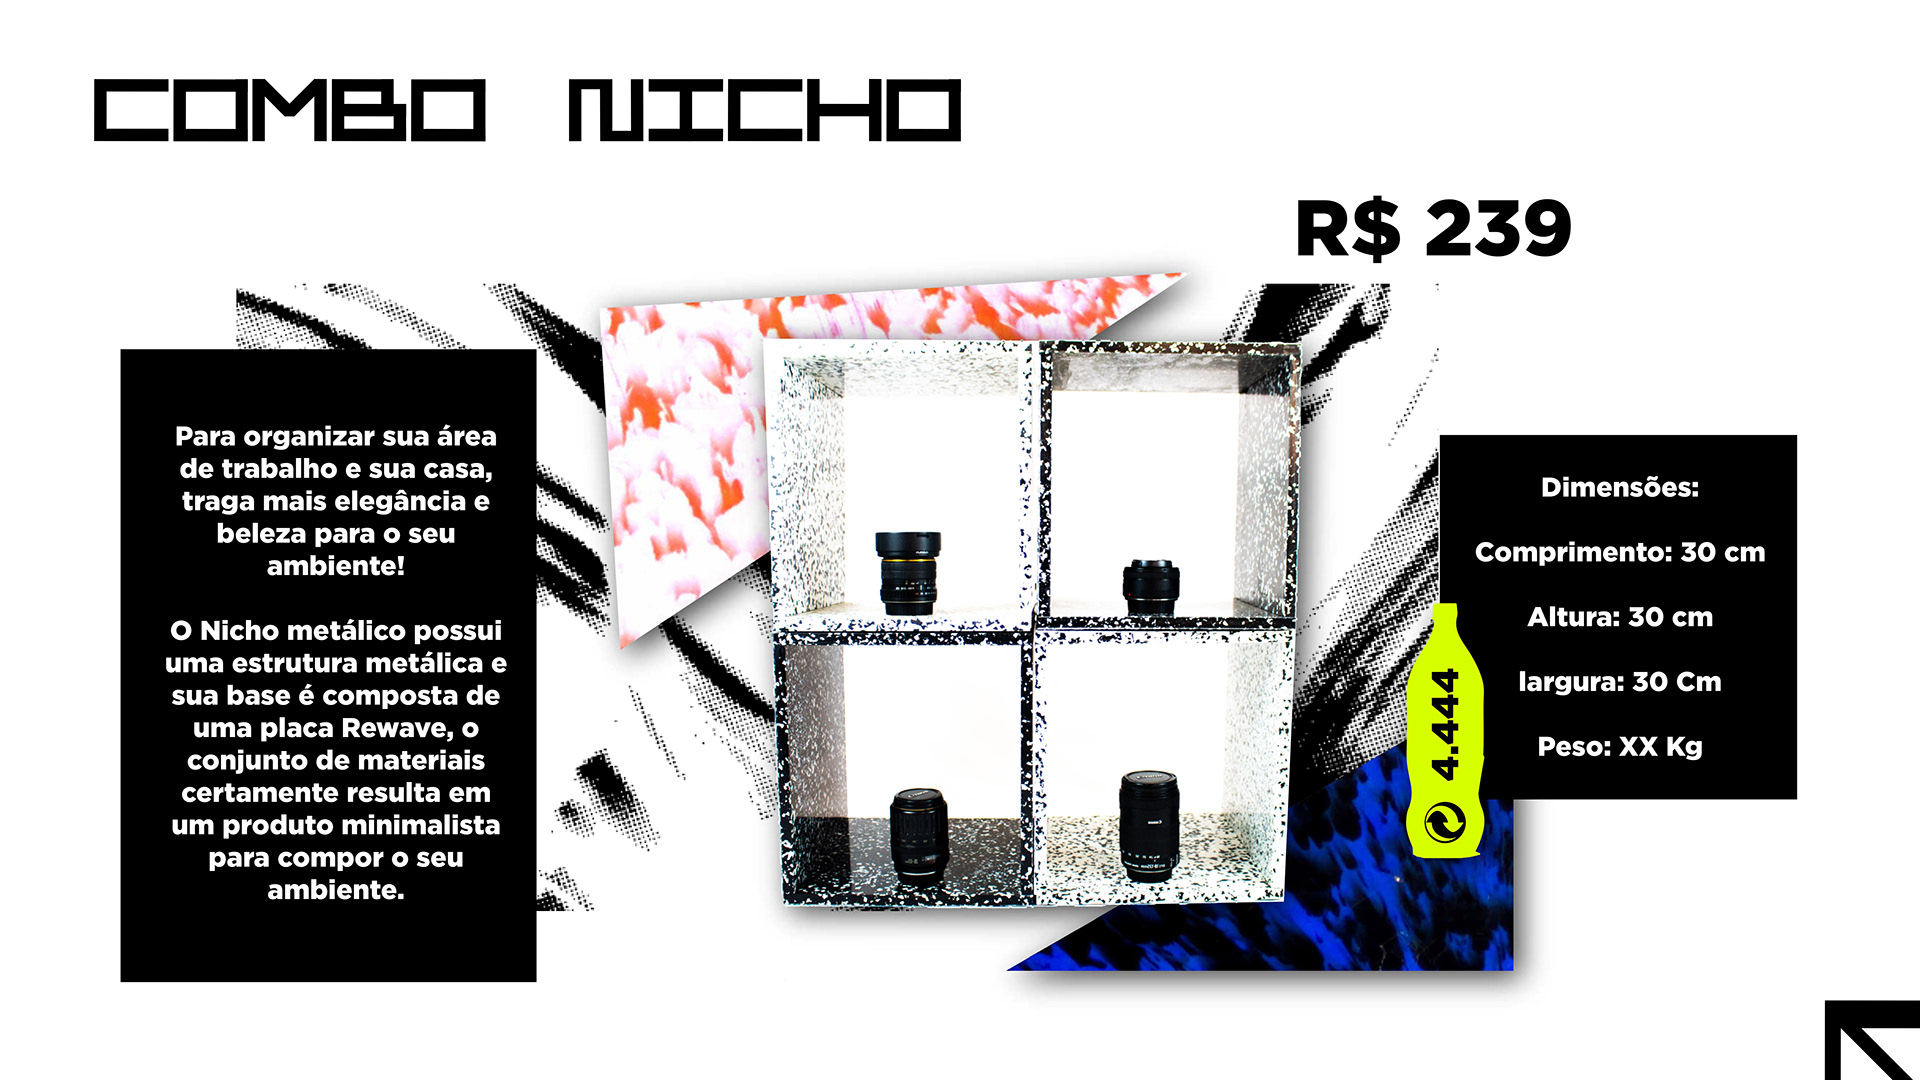 COMBO NICHO
R$ 239
Para organizar sua área
de trabalho e sua casa,
traga mais elegância e
beleza para o seu
ambiente!
O Nicho metálico possui
uma estrutura metálica e
sua base é composta de
uma placa Rewave, o
conjunto de materiais
certamente resulta em
um produto minimalista
para compor o seu
ambiente.
Dimensões:
Comprimento: 30 cm
Altura: 30 cm
largura: 30 Cm
Peso: XX Kg
4.444